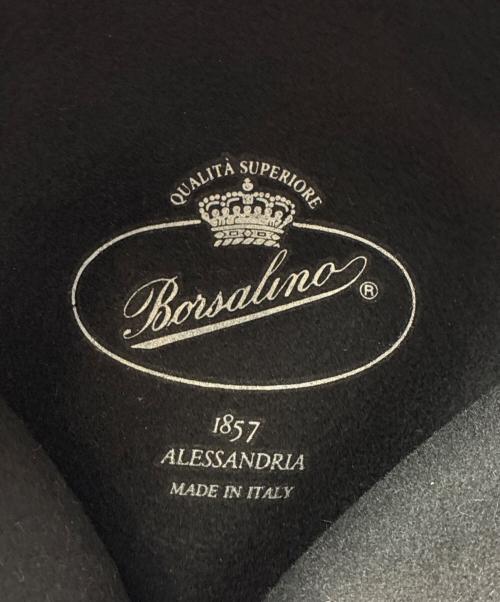 QUALITÀ SUPERIORE
Borsalino ®
1857
ALESSANDRIA
MADE IN ITALY